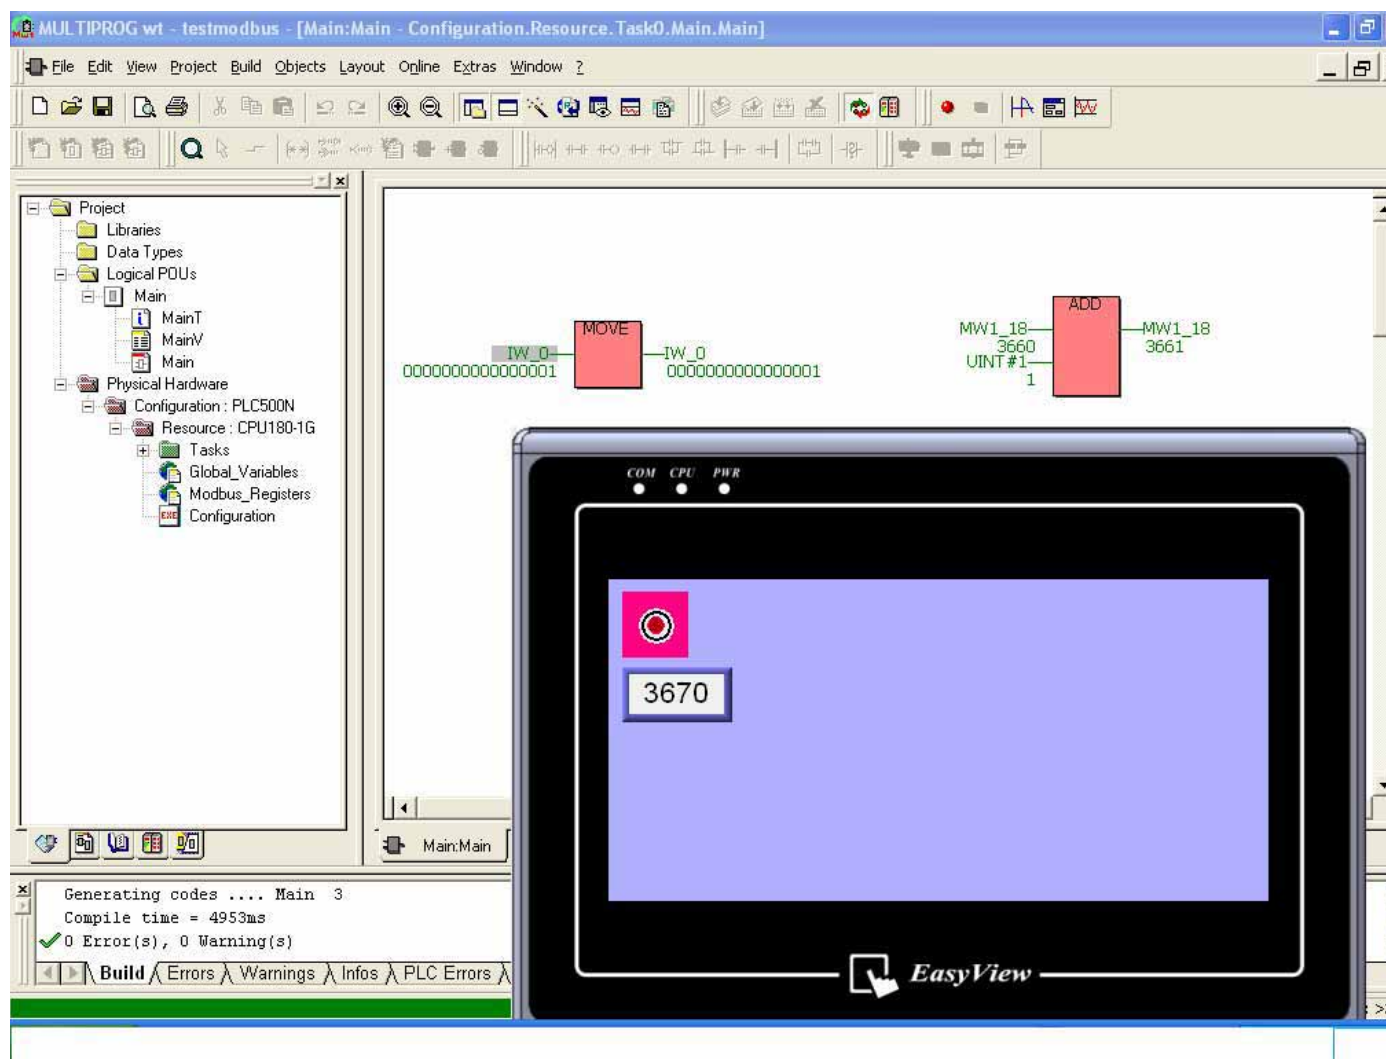 MULTIPROG wt - testmodbus - [Main:Main - Configuration.Resource.Task0.Main.Main]
File Edit View Project Build Objects Layout Online Extras Window ?
Project
Libraries
Data Types
Logical POUs
Main
MainT
MainV
Main
Physical Hardware
Configuration : PLC500N
Resource : CPU180-1G
Tasks
Global_Variables
Modbus_Registers
EXE Configuration
MOVE
IW_0
0000000000000001
IW_0
0000000000000001
ADD
MW1_18
3660
UINT#1
1
MW1_18
3661
COM CPU PWR
3670
EasyView
Main:Main
Generating codes .... Main 3
Compile time = 4953ms
0 Error(s), 0 Warning(s)
Build Errors Warnings Infos PLC Errors